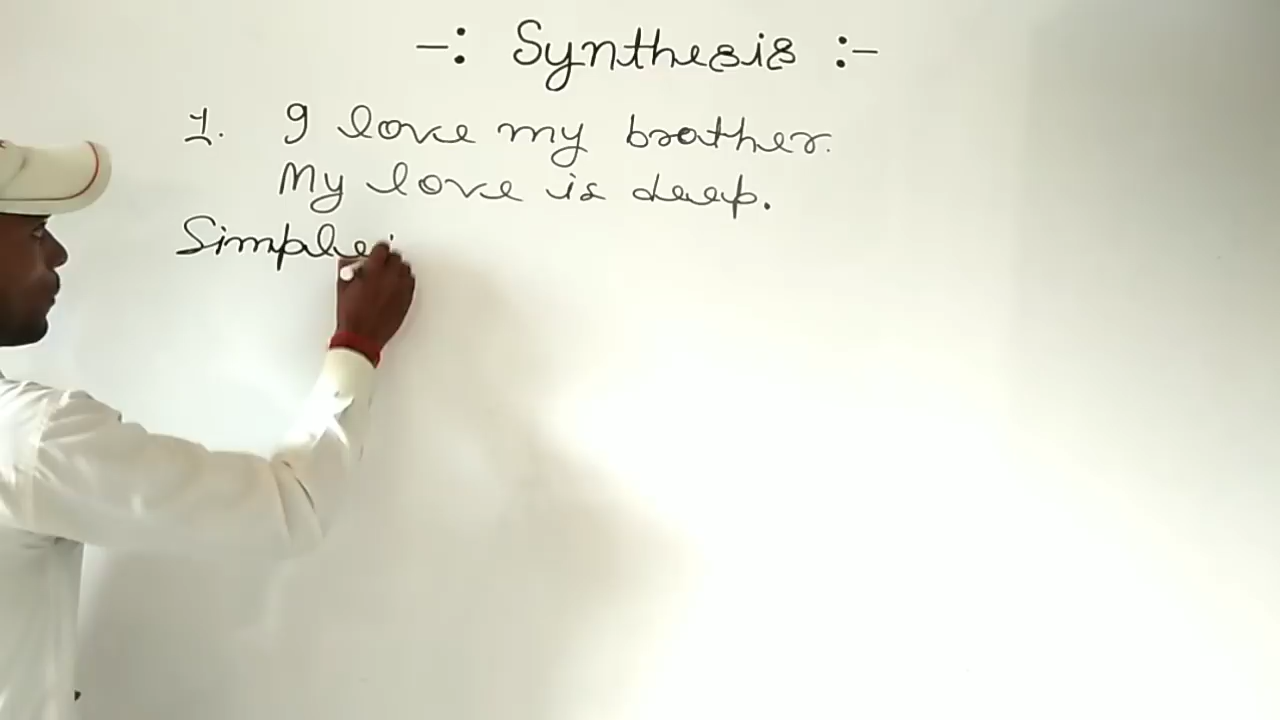 -: Synthesis :-
1. I love my brother.
My love is deep.
Simple